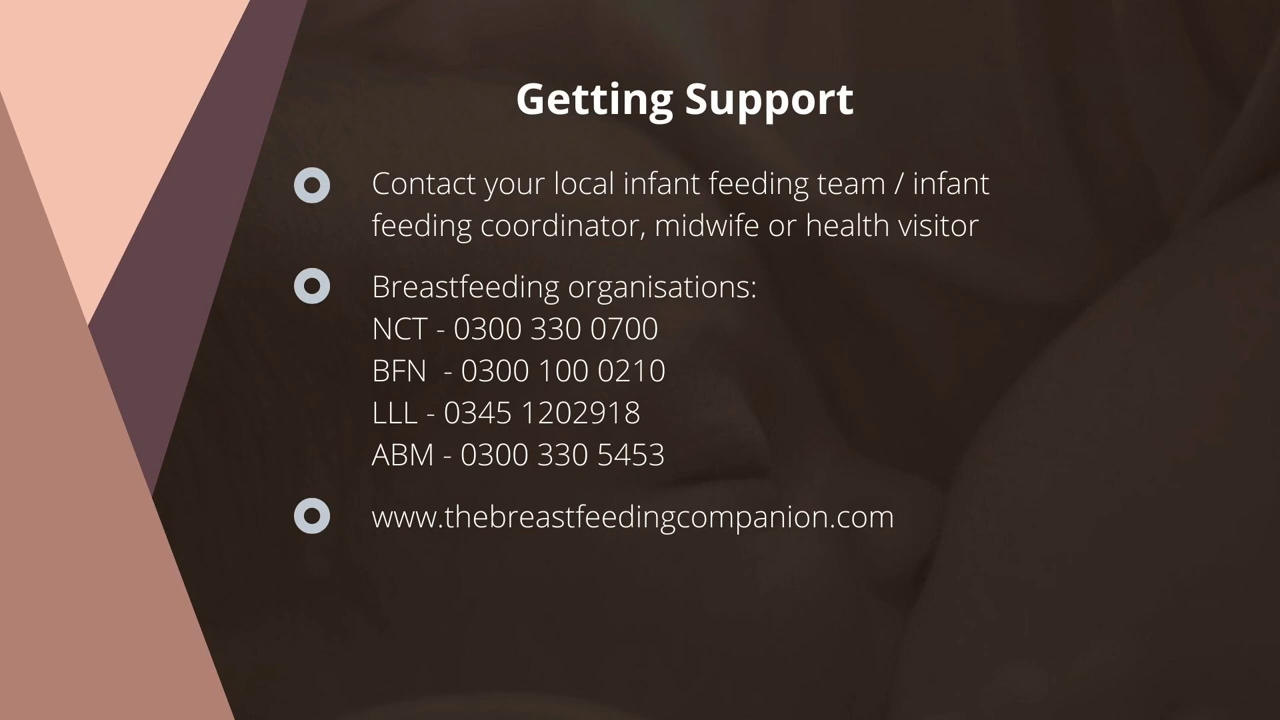 Getting Support
Contact your local infant feeding team / infant
feeding coordinator, midwife or health visitor
Breastfeeding organisations:
NCT - 0300 330 0700
BFN  - 0300 100 0210
LLL - 0345 1202918
ABM - 0300 330 5453
www.thebreastfeedingcompanion.com